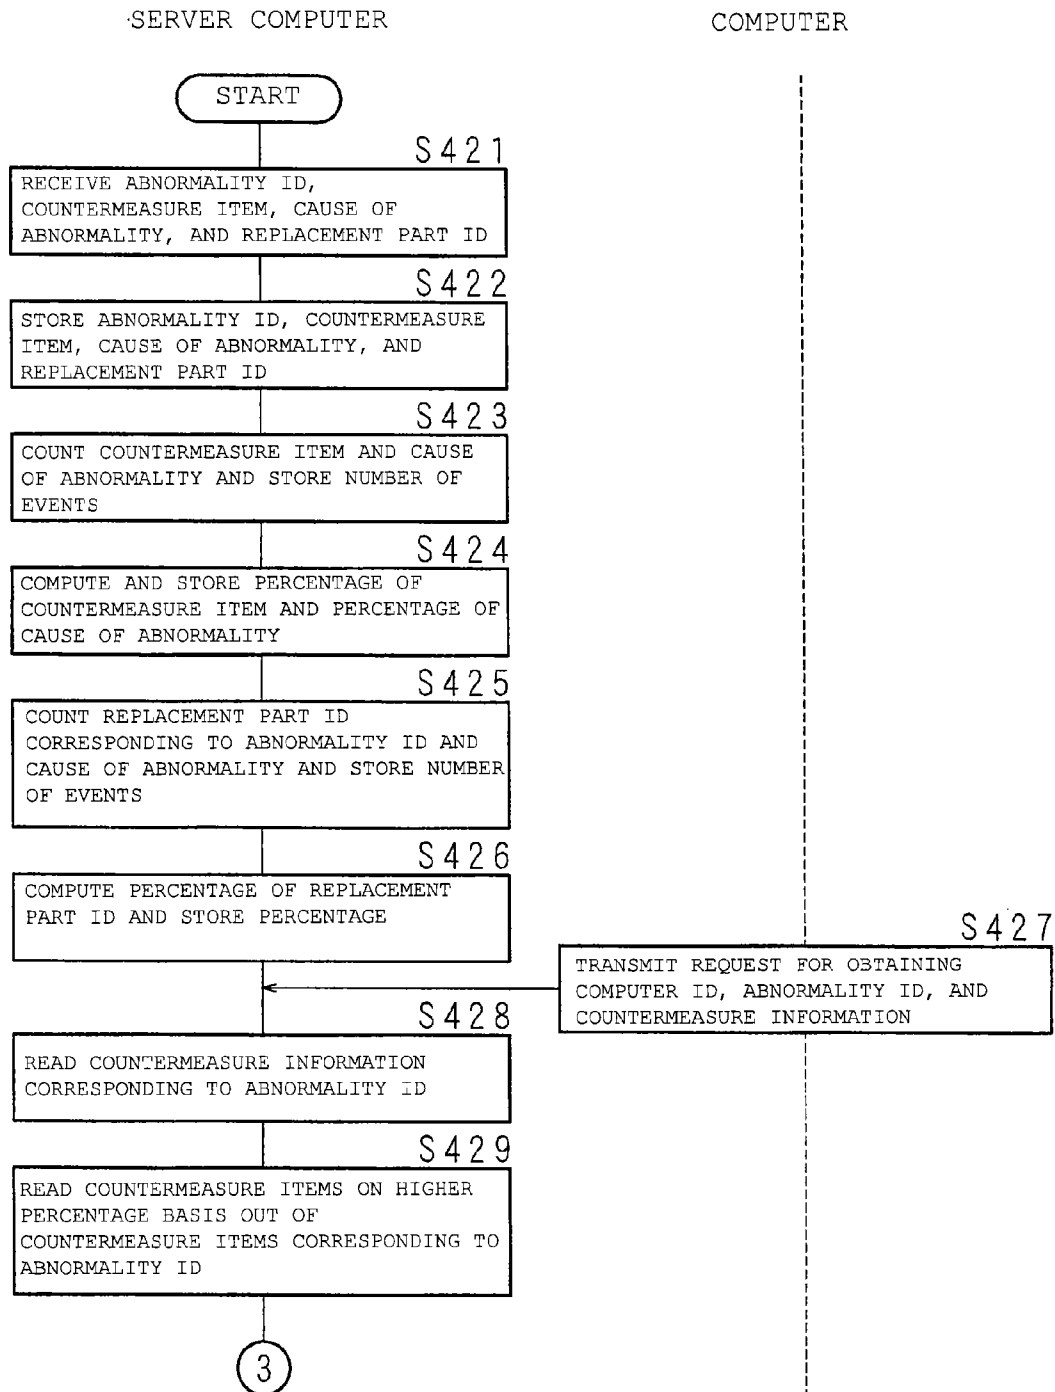 SERVER COMPUTER
COMPUTER
START
S421
RECEIVE ABNORMALITY ID,
COUNTERMEASURE ITEM, CAUSE OF
ABNORMALITY, AND REPLACEMENT PART ID
S422
STORE ABNORMALITY ID, COUNTERMEASURE
ITEM, CAUSE OF ABNORMALITY, AND
REPLACEMENT PART ID
S423
COUNT COUNTERMEASURE ITEM AND CAUSE
OF ABNORMALITY AND STORE NUMBER OF
EVENTS
S424
COMPUTE AND STORE PERCENTAGE OF
COUNTERMEASURE ITEM AND PERCENTAGE OF
CAUSE OF ABNORMALITY
S425
COUNT REPLACEMENT PART ID
CORRESPONDING TO ABNORMALITY ID AND
CAUSE OF ABNORMALITY AND STORE NUMBER
OF EVENTS
S426
COMPUTE PERCENTAGE OF REPLACEMENT
PART ID AND STORE PERCENTAGE
S427
TRANSMIT REQUEST FOR OBTAINING
COMPUTER ID, ABNORMALITY ID, AND
COUNTERMEASURE INFORMATION
S428
READ COUNTERMEASURE INFORMATION
CORRESPONDING TO ABNORMALITY ID
S429
READ COUNTERMEASURE ITEMS ON HIGHER
PERCENTAGE BASIS OUT OF
COUNTERMEASURE ITEMS CORRESPONDING TO
ABNORMALITY ID
3